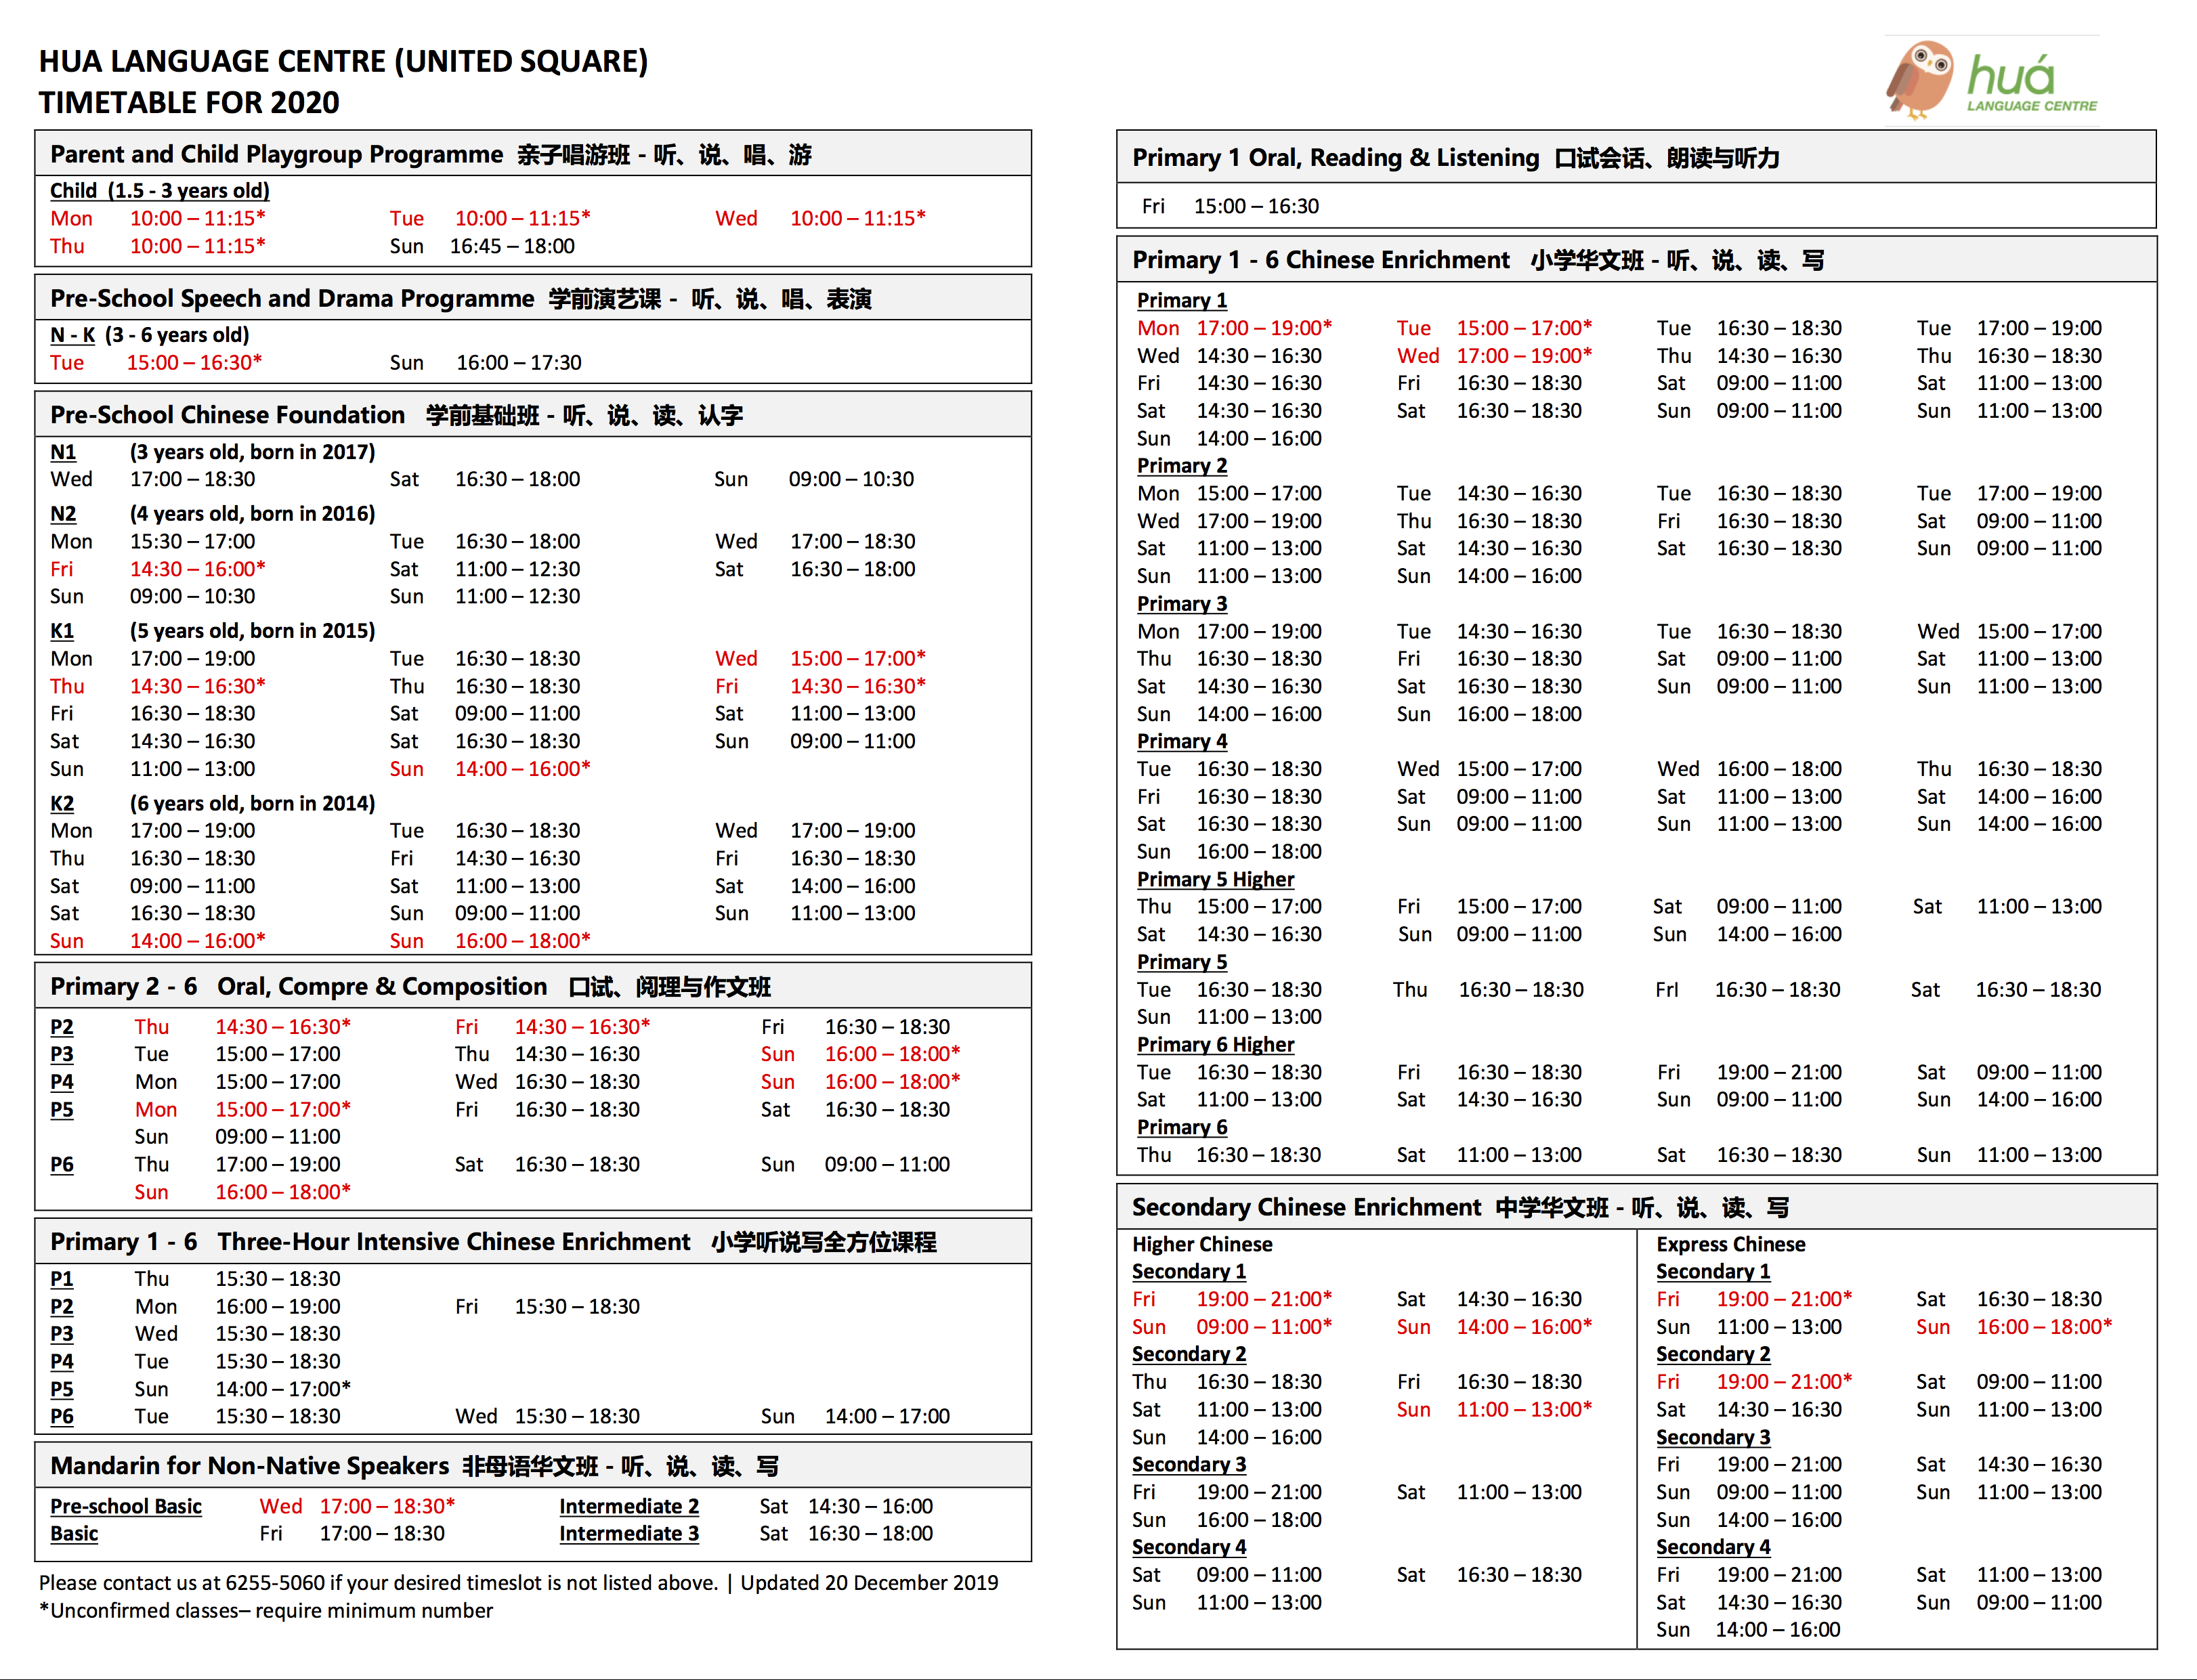 HUA LANGUAGE CENTRE (UNITED SQUARE)
TIMETABLE FOR 2020
huá
LANGUAGE CENTRE
Parent and Child Playgroup Programme 亲子唱游班 - 听、说、唱、游
Child (1.5 - 3 years old)
Mon 10:00 – 11:15* Tue 10:00 – 11:15* Wed 10:00 – 11:15*
Thu 10:00 – 11:15* Sun 16:45 – 18:00
Pre-School Speech and Drama Programme 学前演艺课 - 听、说、唱、表演
N - K (3 - 6 years old)
Tue 15:00 – 16:30* Sun 16:00 – 17:30
Pre-School Chinese Foundation 学前基础班 - 听、说、读、认字
N1 (3 years old, born in 2017)
Wed 17:00 – 18:30 Sat 16:30 – 18:00 Sun 09:00 – 10:30
N2 (4 years old, born in 2016)
Mon 15:30 – 17:00 Tue 16:30 – 18:00 Wed 17:00 – 18:30
Fri 14:30 – 16:00* Sat 11:00 – 12:30 Sat 16:30 – 18:00
Sun 09:00 – 10:30 Sun 11:00 – 12:30
K1 (5 years old, born in 2015)
Mon 17:00 – 19:00 Tue 16:30 – 18:30 Wed 15:00 – 17:00*
Thu 14:30 – 16:30* Thu 16:30 – 18:30 Fri 14:30 – 16:30*
Fri 16:30 – 18:30 Sat 09:00 – 11:00 Sat 11:00 – 13:00
Sat 14:30 – 16:30 Sat 16:30 – 18:30 Sun 09:00 – 11:00
Sun 11:00 – 13:00 Sun 14:00 – 16:00*
K2 (6 years old, born in 2014)
Mon 17:00 – 19:00 Tue 16:30 – 18:30 Wed 17:00 – 19:00
Thu 16:30 – 18:30 Fri 14:30 – 16:30 Fri 16:30 – 18:30
Sat 09:00 – 11:00 Sat 11:00 – 13:00 Sat 14:00 – 16:00
Sat 16:30 – 18:30 Sun 09:00 – 11:00 Sun 11:00 – 13:00
Sun 14:00 – 16:00* Sun 16:00 – 18:00*
Primary 2 - 6 Oral, Compre & Composition 口试、阅理与作文班
P2 Thu 14:30 – 16:30* Fri 14:30 – 16:30* Fri 16:30 – 18:30
P3 Tue 15:00 – 17:00 Thu 14:30 – 16:30 Sun 16:00 – 18:00*
P4 Mon 15:00 – 17:00 Wed 16:30 – 18:30 Sun 16:00 – 18:00*
P5 Mon 15:00 – 17:00* Fri 16:30 – 18:30 Sat 16:30 – 18:30
Sun 09:00 – 11:00
P6 Thu 17:00 – 19:00 Sat 16:30 – 18:30 Sun 09:00 – 11:00
Sun 16:00 – 18:00*
Primary 1 - 6 Three-Hour Intensive Chinese Enrichment 小学听说写全方位课程
P1 Thu 15:30 – 18:30
P2 Mon 16:00 – 19:00 Fri 15:30 – 18:30
P3 Wed 15:30 – 18:30
P4 Tue 15:30 – 18:30
P5 Sun 14:00 – 17:00*
P6 Tue 15:30 – 18:30 Wed 15:30 – 18:30 Sun 14:00 – 17:00
Mandarin for Non-Native Speakers 非母语华文班 - 听、说、读、写
Pre-school Basic Wed 17:00 – 18:30* Intermediate 2 Sat 14:30 – 16:00
Basic Fri 17:00 – 18:30 Intermediate 3 Sat 16:30 – 18:00
Please contact us at 6255-5060 if your desired timeslot is not listed above. | Updated 20 December 2019
*Unconfirmed classes– require minimum number
Primary 1 Oral, Reading & Listening 口试会话、朗读与听力
Fri 15:00 – 16:30
Primary 1 - 6 Chinese Enrichment 小学华文班 - 听、说、读、写
Primary 1
Mon 17:00 – 19:00* Tue 15:00 – 17:00* Tue 16:30 – 18:30 Tue 17:00 – 19:00
Wed 14:30 – 16:30 Wed 17:00 – 19:00* Thu 14:30 – 16:30 Thu 16:30 – 18:30
Fri 14:30 – 16:30 Fri 16:30 – 18:30 Sat 09:00 – 11:00 Sat 11:00 – 13:00
Sat 14:30 – 16:30 Sat 16:30 – 18:30 Sun 09:00 – 11:00 Sun 11:00 – 13:00
Sun 14:00 – 16:00
Primary 2
Mon 15:00 – 17:00 Tue 14:30 – 16:30 Tue 16:30 – 18:30 Tue 17:00 – 19:00
Wed 17:00 – 19:00 Thu 16:30 – 18:30 Fri 16:30 – 18:30 Sat 09:00 – 11:00
Sat 11:00 – 13:00 Sat 14:30 – 16:30 Sat 16:30 – 18:30 Sun 09:00 – 11:00
Sun 11:00 – 13:00 Sun 14:00 – 16:00
Primary 3
Mon 17:00 – 19:00 Tue 14:30 – 16:30 Tue 16:30 – 18:30 Wed 15:00 – 17:00
Thu 16:30 – 18:30 Fri 16:30 – 18:30 Sat 09:00 – 11:00 Sat 11:00 – 13:00
Sat 14:30 – 16:30 Sat 16:30 – 18:30 Sun 09:00 – 11:00 Sun 11:00 – 13:00
Sun 14:00 – 16:00 Sun 16:00 – 18:00
Primary 4
Tue 16:30 – 18:30 Wed 15:00 – 17:00 Wed 16:00 – 18:00 Thu 16:30 – 18:30
Fri 16:30 – 18:30 Sat 09:00 – 11:00 Sat 11:00 – 13:00 Sat 14:00 – 16:00
Sat 16:30 – 18:30 Sun 09:00 – 11:00 Sun 11:00 – 13:00 Sun 14:00 – 16:00
Sun 16:00 – 18:00
Primary 5 Higher
Thu 15:00 – 17:00 Fri 15:00 – 17:00 Sat 09:00 – 11:00 Sat 11:00 – 13:00
Sat 14:30 – 16:30 Sun 09:00 – 11:00 Sun 14:00 – 16:00
Primary 5
Tue 16:30 – 18:30 Thu 16:30 – 18:30 FrI 16:30 – 18:30 Sat 16:30 – 18:30
Sun 11:00 – 13:00
Primary 6 Higher
Tue 16:30 – 18:30 Fri 16:30 – 18:30 Fri 19:00 – 21:00 Sat 09:00 – 11:00
Sat 11:00 – 13:00 Sat 14:30 – 16:30 Sun 09:00 – 11:00 Sun 14:00 – 16:00
Primary 6
Thu 16:30 – 18:30 Sat 11:00 – 13:00 Sat 16:30 – 18:30 Sun 11:00 – 13:00
Secondary Chinese Enrichment 中学华文班 - 听、说、读、写
Higher Chinese
Secondary 1
Fri 19:00 – 21:00* Sat 14:30 – 16:30
Sun 09:00 – 11:00* Sun 14:00 – 16:00*
Secondary 2
Thu 16:30 – 18:30 Fri 16:30 – 18:30
Sat 11:00 – 13:00 Sun 11:00 – 13:00*
Sun 14:00 – 16:00
Secondary 3
Fri 19:00 – 21:00 Sat 11:00 – 13:00
Sun 16:00 – 18:00
Secondary 4
Sat 09:00 – 11:00 Sat 16:30 – 18:30
Sun 11:00 – 13:00
Express Chinese
Secondary 1
Fri 19:00 – 21:00* Sat 16:30 – 18:30
Sun 11:00 – 13:00 Sun 16:00 – 18:00*
Secondary 2
Fri 19:00 – 21:00* Sat 09:00 – 11:00
Sat 14:30 – 16:30 Sun 11:00 – 13:00
Secondary 3
Fri 19:00 – 21:00 Sat 14:30 – 16:30
Sun 09:00 – 11:00 Sun 11:00 – 13:00
Sun 14:00 – 16:00
Secondary 4
Fri 19:00 – 21:00 Sat 11:00 – 13:00
Sat 14:30 – 16:30 Sun 09:00 – 11:00
Sun 14:00 – 16:00